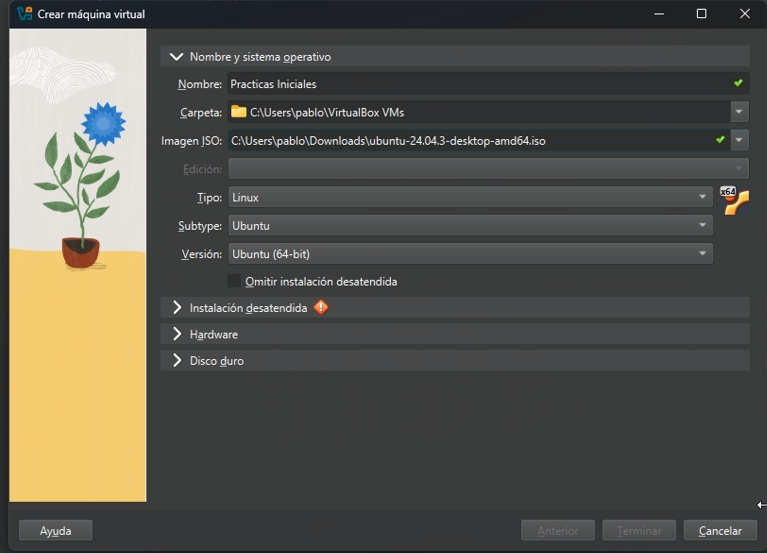 Crear máquina virtual
Nombre y sistema operativo
Nombre: Practicas Iniciales
Carpeta: C:\Users\pablo\VirtualBox VMs
Imagen ISO: C:\Users\pablo\Downloads\ubuntu-24.04.3-desktop-amd64.iso
Edición:
Tipo: Linux
x64
Subtype: Ubuntu
Versión: Ubuntu (64-bit)
Omitir instalación desatendida
Instalación desatendida
Hardware
Disco duro
Ayuda Anterior Terminar Cancelar